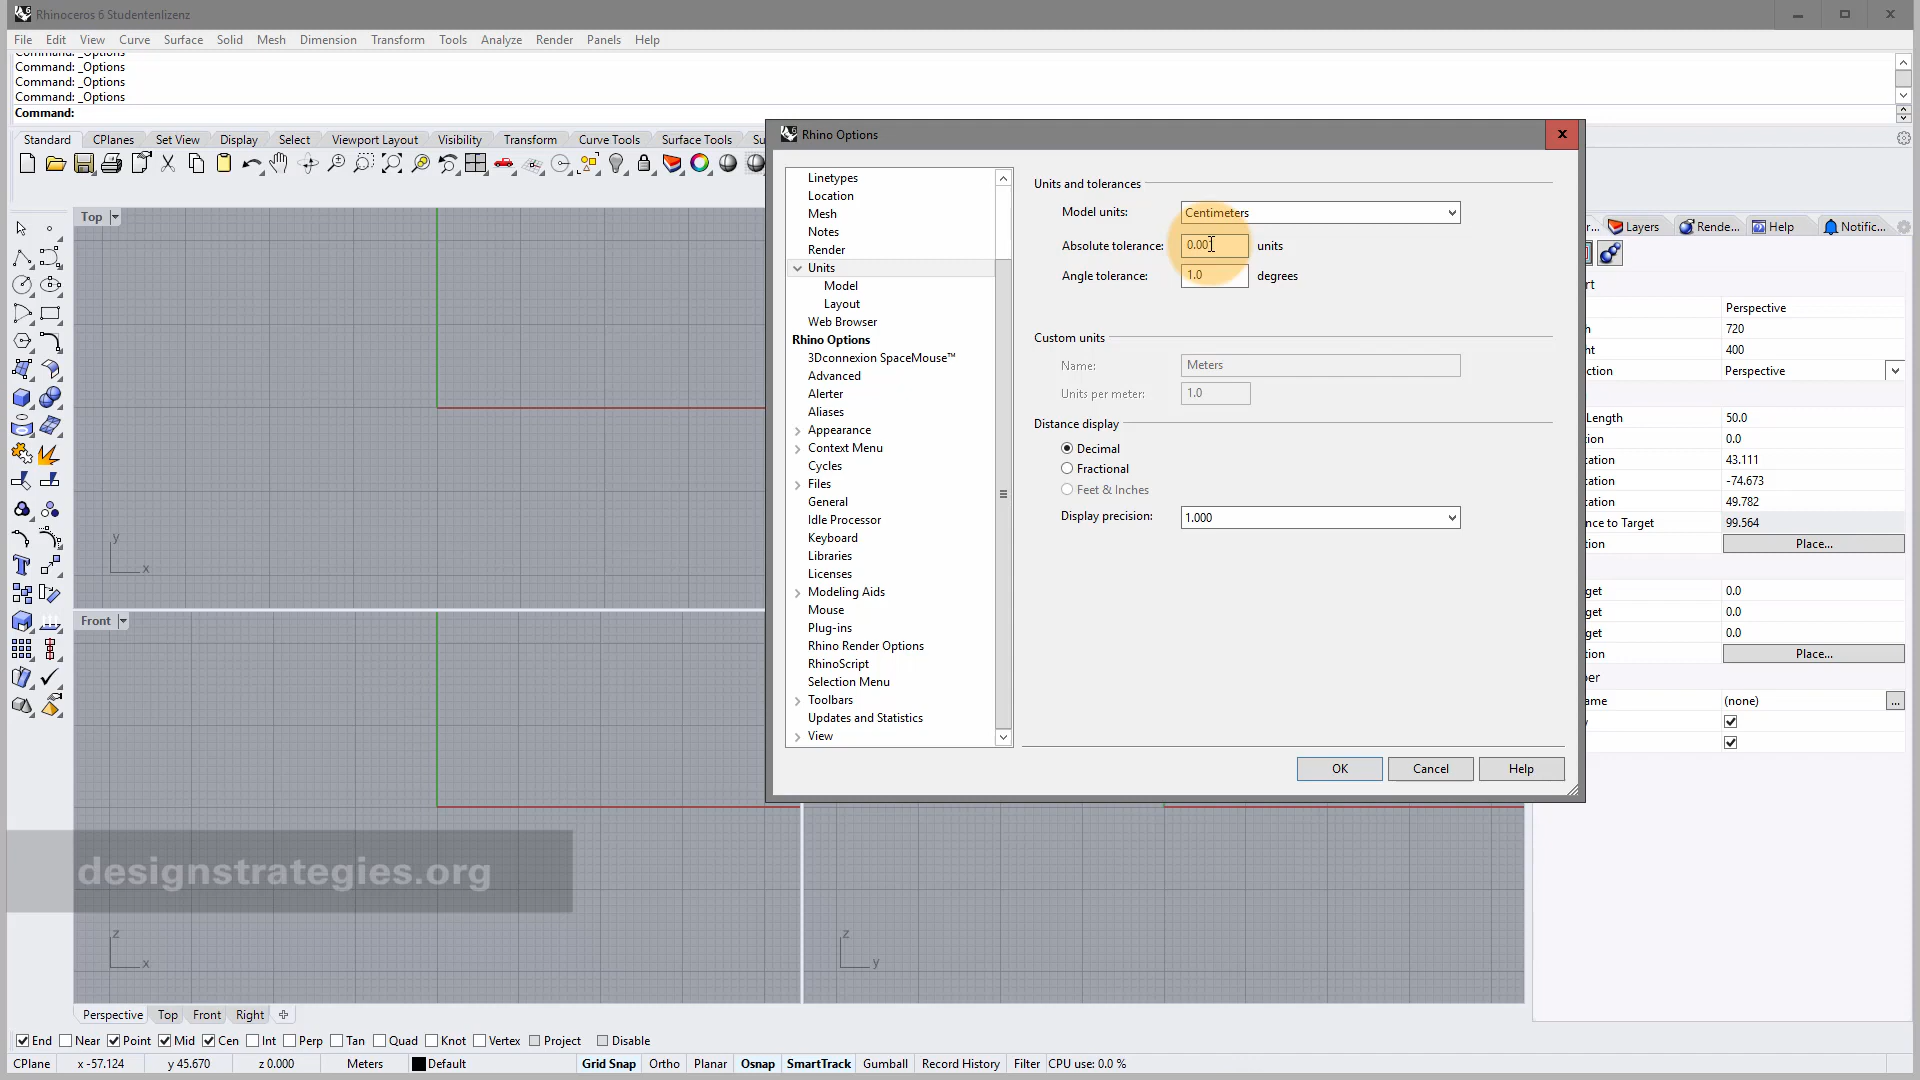 Rhinoceros 6 Studentenlizenz
File Edit View Curve Surface Solid Mesh Dimension Transform Tools Analyze Render Panels Help
Command: _Options
Command: _Options
Command: _Options
Command: _Options
Command:
Standard CPlanes Set View Display Select Viewport Layout Visibility Transform Curve Tools Surface Tools Su
Rhino Options
Linetypes
Location
Mesh
Notes
Render
Units
Model
Layout
Web Browser
Rhino Options
3Dconnexion SpaceMouse™
Advanced
Alerter
Aliases
Appearance
Context Menu
Cycles
Files
General
Idle Processor
Keyboard
Libraries
Licenses
Modeling Aids
Mouse
Plug-ins
Rhino Render Options
RhinoScript
Selection Menu
Toolbars
Updates and Statistics
View
Units and tolerances
Model units: Centimeters
Absolute tolerance: 0.00 units
Angle tolerance: 1.0 degrees
Custom units
Name: Meters
Units per meter: 1.0
Distance display
Decimal
Fractional
Feet & Inches
Display precision: 1.000
OK Cancel Help
r... Layers Rende... Help Notific...
rt
Perspective
h 720
ht 400
ction Perspective
Length 50.0
ation 0.0
cation 43.111
cation -74.673
cation 49.782
nce to Target 99.564
tion Place...
get 0.0
get 0.0
get 0.0
tion Place...
er
ame (none) ...
y
Top
y
x
Front
z
x
z
y
designstrategies.org
Perspective Top Front Right
End Near Point Mid Cen Int Perp Tan Quad Knot Vertex Project Disable
CPlane x -57.124 y 45.670 z 0.000 Meters Default Grid Snap Ortho Planar Osnap SmartTrack Gumball Record History Filter CPU use: 0.0 %